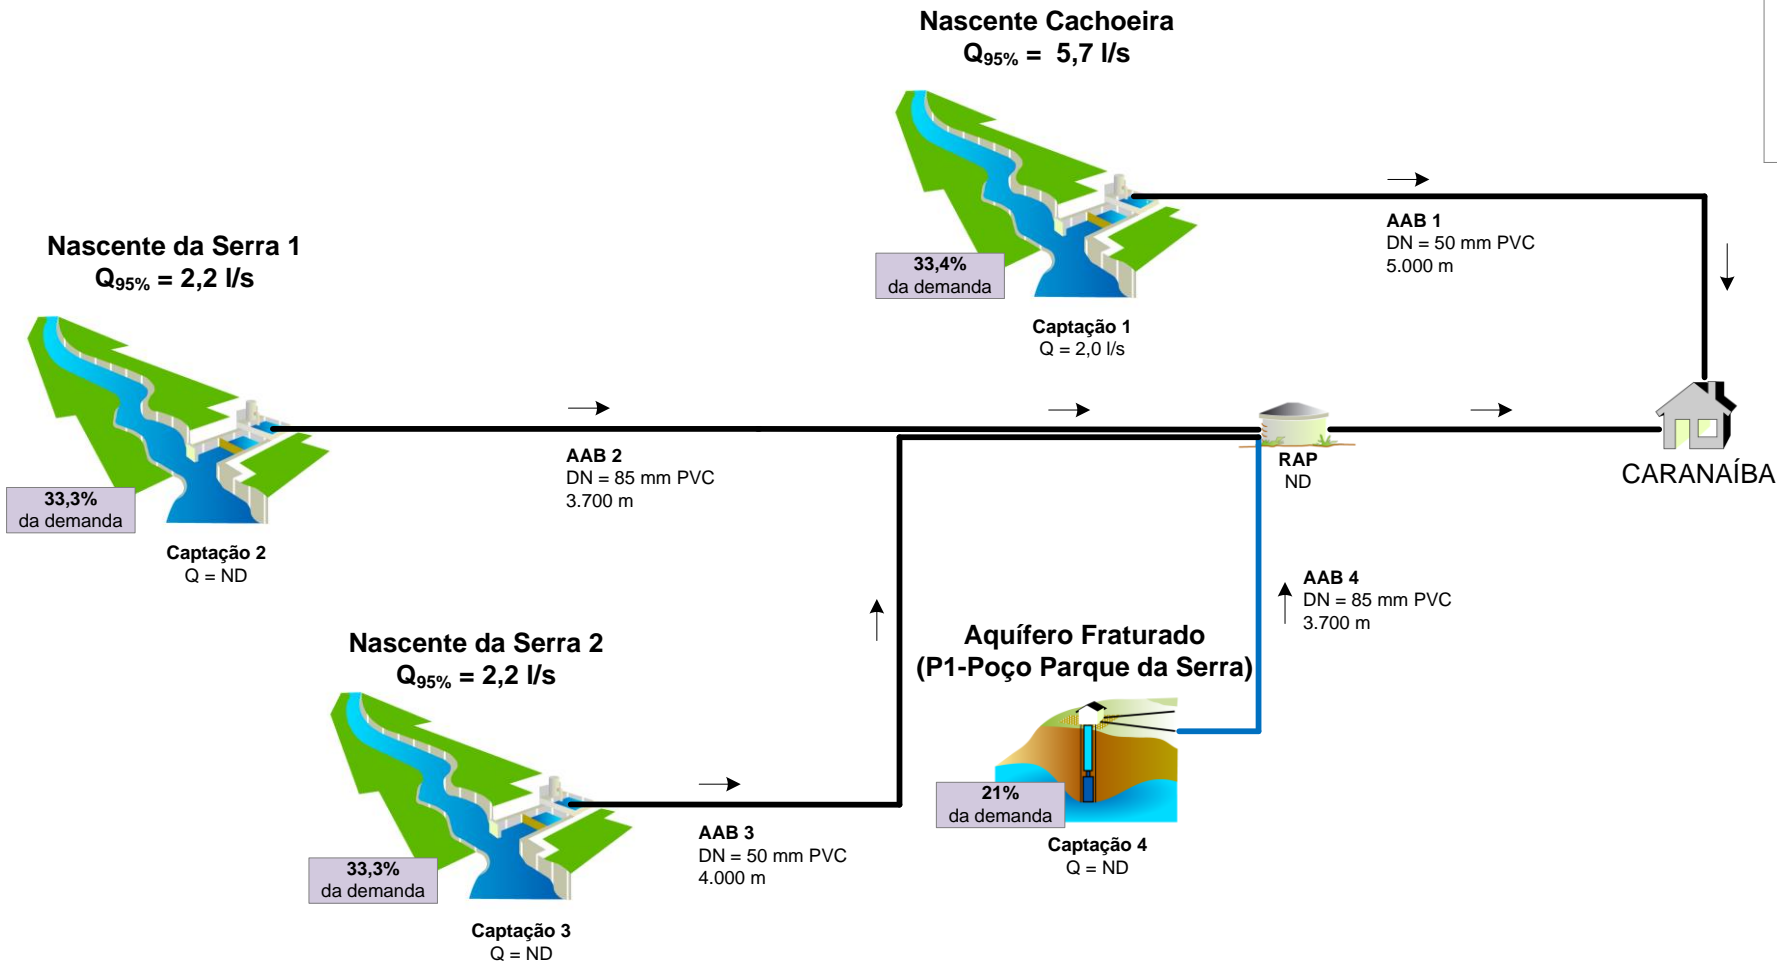 Nascente Cachoeira
Q95% = 5,7 l/s
33,4%
da demanda
Captação 1
Q = 2,0 l/s
AAB 1
DN = 50 mm PVC
5.000 m
Nascente da Serra 1
Q95% = 2,2 l/s
33,3%
da demanda
Captação 2
Q = ND
AAB 2
DN = 85 mm PVC
3.700 m
RAP
ND
CARANAÍBA
Nascente da Serra 2
Q95% = 2,2 l/s
33,3%
da demanda
Captação 3
Q = ND
AAB 3
DN = 50 mm PVC
4.000 m
Aquífero Fraturado
(P1-Poço Parque da Serra)
21%
da demanda
Captação 4
Q = ND
AAB 4
DN = 85 mm PVC
3.700 m